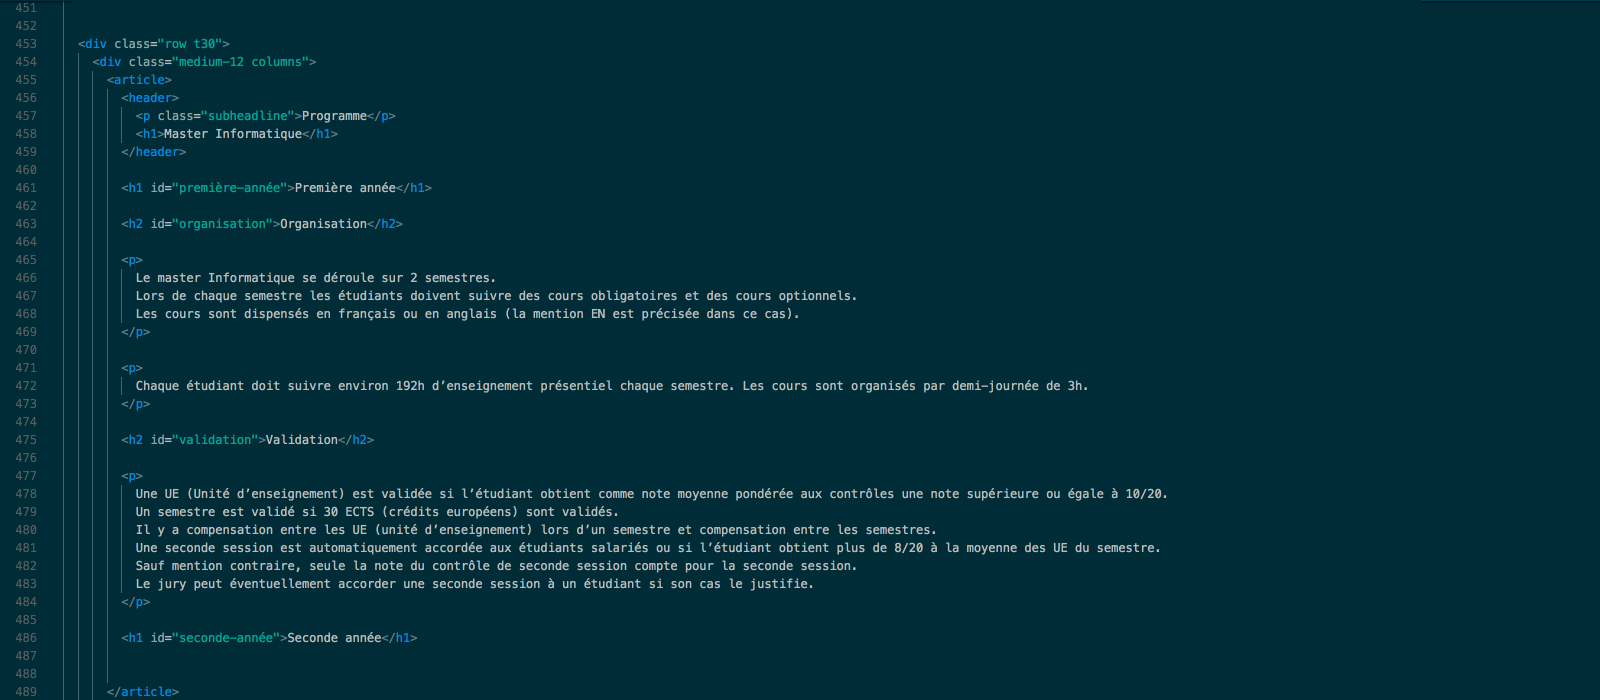 451
452
453 <div class="row t30">
454 <div class="medium-12 columns">
455 <article>
456 <header>
457 <p class="subheadline">Programme</p>
458 <h1>Master Informatique</h1>
459 </header>
460
461 <h1 id="première-année">Première année</h1>
462
463 <h2 id="organisation">Organisation</h2>
464
465 <p>
466 Le master Informatique se déroule sur 2 semestres.
467 Lors de chaque semestre les étudiants doivent suivre des cours obligatoires et des cours optionnels.
468 Les cours sont dispensés en français ou en anglais (la mention EN est précisée dans ce cas).
469 </p>
470
471 <p>
472 Chaque étudiant doit suivre environ 192h d’enseignement présentiel chaque semestre. Les cours sont organisés par demi-journée de 3h.
473 </p>
474
475 <h2 id="validation">Validation</h2>
476
477 <p>
478 Une UE (Unité d’enseignement) est validée si l’étudiant obtient comme note moyenne pondérée aux contrôles une note supérieure ou égale à 10/20.
479 Un semestre est validé si 30 ECTS (crédits européens) sont validés.
480 Il y a compensation entre les UE (unité d’enseignement) lors d’un semestre et compensation entre les semestres.
481 Une seconde session est automatiquement accordée aux étudiants salariés ou si l’étudiant obtient plus de 8/20 à la moyenne des UE du semestre.
482 Sauf mention contraire, seule la note du contrôle de seconde session compte pour la seconde session.
483 Le jury peut éventuellement accorder une seconde session à un étudiant si son cas le justifie.
484 </p>
485
486 <h1 id="seconde-année">Seconde année</h1>
487
488
489 </article>